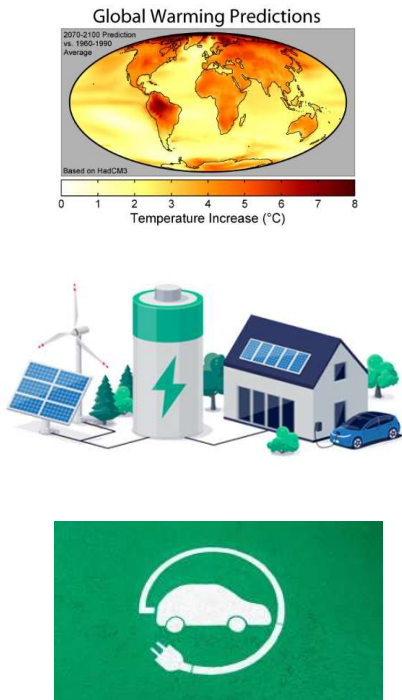 Global Warming Predictions
2070-2100 Prediction
vs. 1960-1990
Average
Based on HadCM3
0 1 2 3 4 5 6 7 8
Temperature Increase (°C)